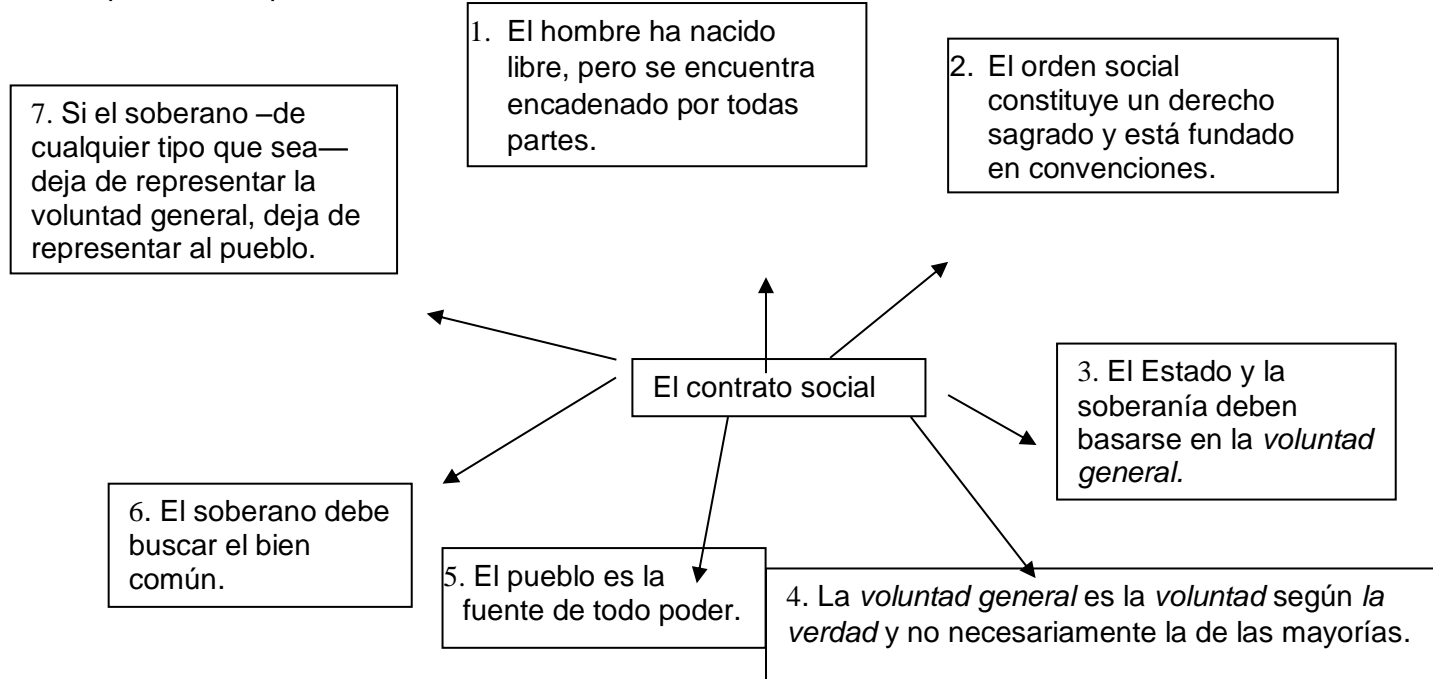 1. El hombre ha nacido
libre, pero se encuentra
encadenado por todas
partes.
2. El orden social
constituye un derecho
sagrado y está fundado
en convenciones.
7. Si el soberano –de
cualquier tipo que sea—
deja de representar la
voluntad general, deja de
representar al pueblo.
El contrato social
3. El Estado y la
soberanía deben
basarse en la voluntad
general.
6. El soberano debe
buscar el bien
común.
5. El pueblo es la
fuente de todo poder.
4. La voluntad general es la voluntad según la
verdad y no necesariamente la de las mayorías.